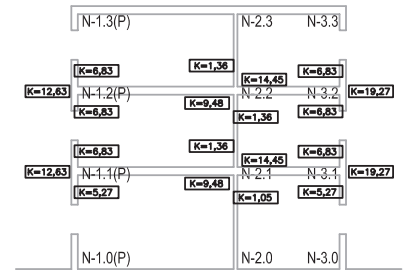 N-1.3(P) N-2.3 N-3.3
K=6,83 K=1,36 K=6,83
K=14,45
K=12,63 N-1.2(P) N-2.2 N-3.2 K=19,27
K=9,48
K=6,83 K=1,36 K=6,83
K=6,83 K=1,36 K=6,83
K=14,45
K=12,63 N-1.1(P) N-2.1 N-3.1 K=19,27
K=9,48
K=5,27 K=1,05 K=5,27
N-1.0(P) N-2.0 N-3.0